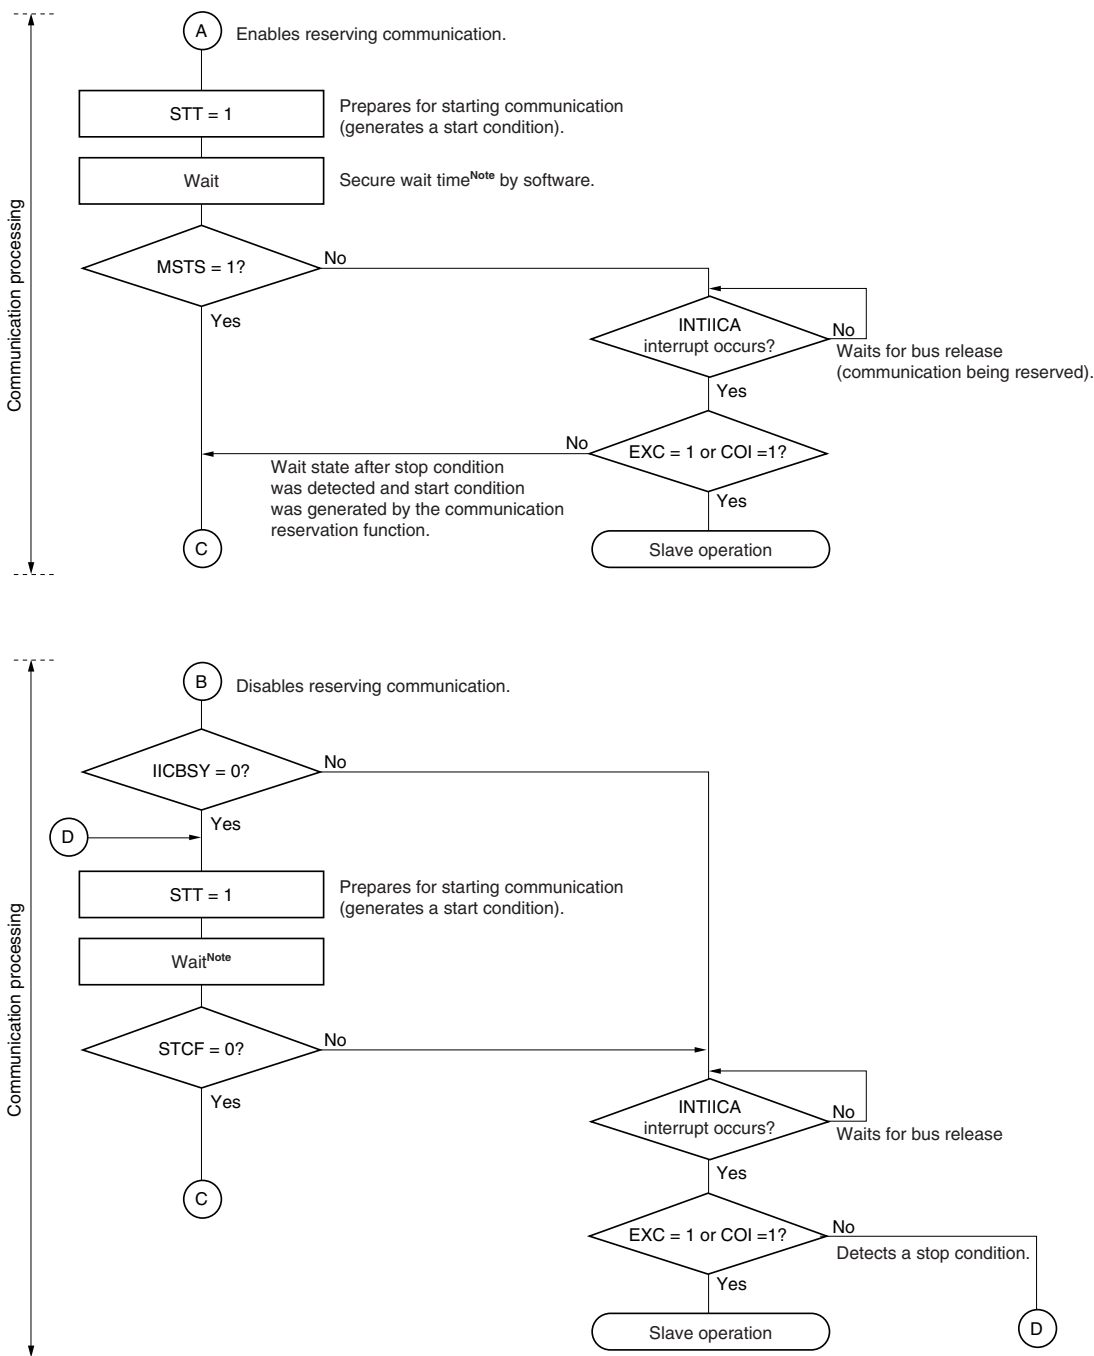 A
Enables reserving communication.
STT = 1
Prepares for starting communication
(generates a start condition).
Wait
Secure wait timeNote by software.
Communication processing
MSTS = 1?
No
Yes
INTIICA
interrupt occurs?
No
Waits for bus release
(communication being reserved).
Yes
EXC = 1 or COI =1?
No
Wait state after stop condition
was detected and start condition
was generated by the communication
reservation function.
Yes
C
Slave operation
B
Disables reserving communication.
IICBSY = 0?
No
Yes
D
STT = 1
Prepares for starting communication
(generates a start condition).
Communication processing
WaitNote
STCF = 0?
No
Yes
INTIICA
interrupt occurs?
No
Waits for bus release
Yes
C
EXC = 1 or COI =1?
No
Detects a stop condition.
Yes
Slave operation
D